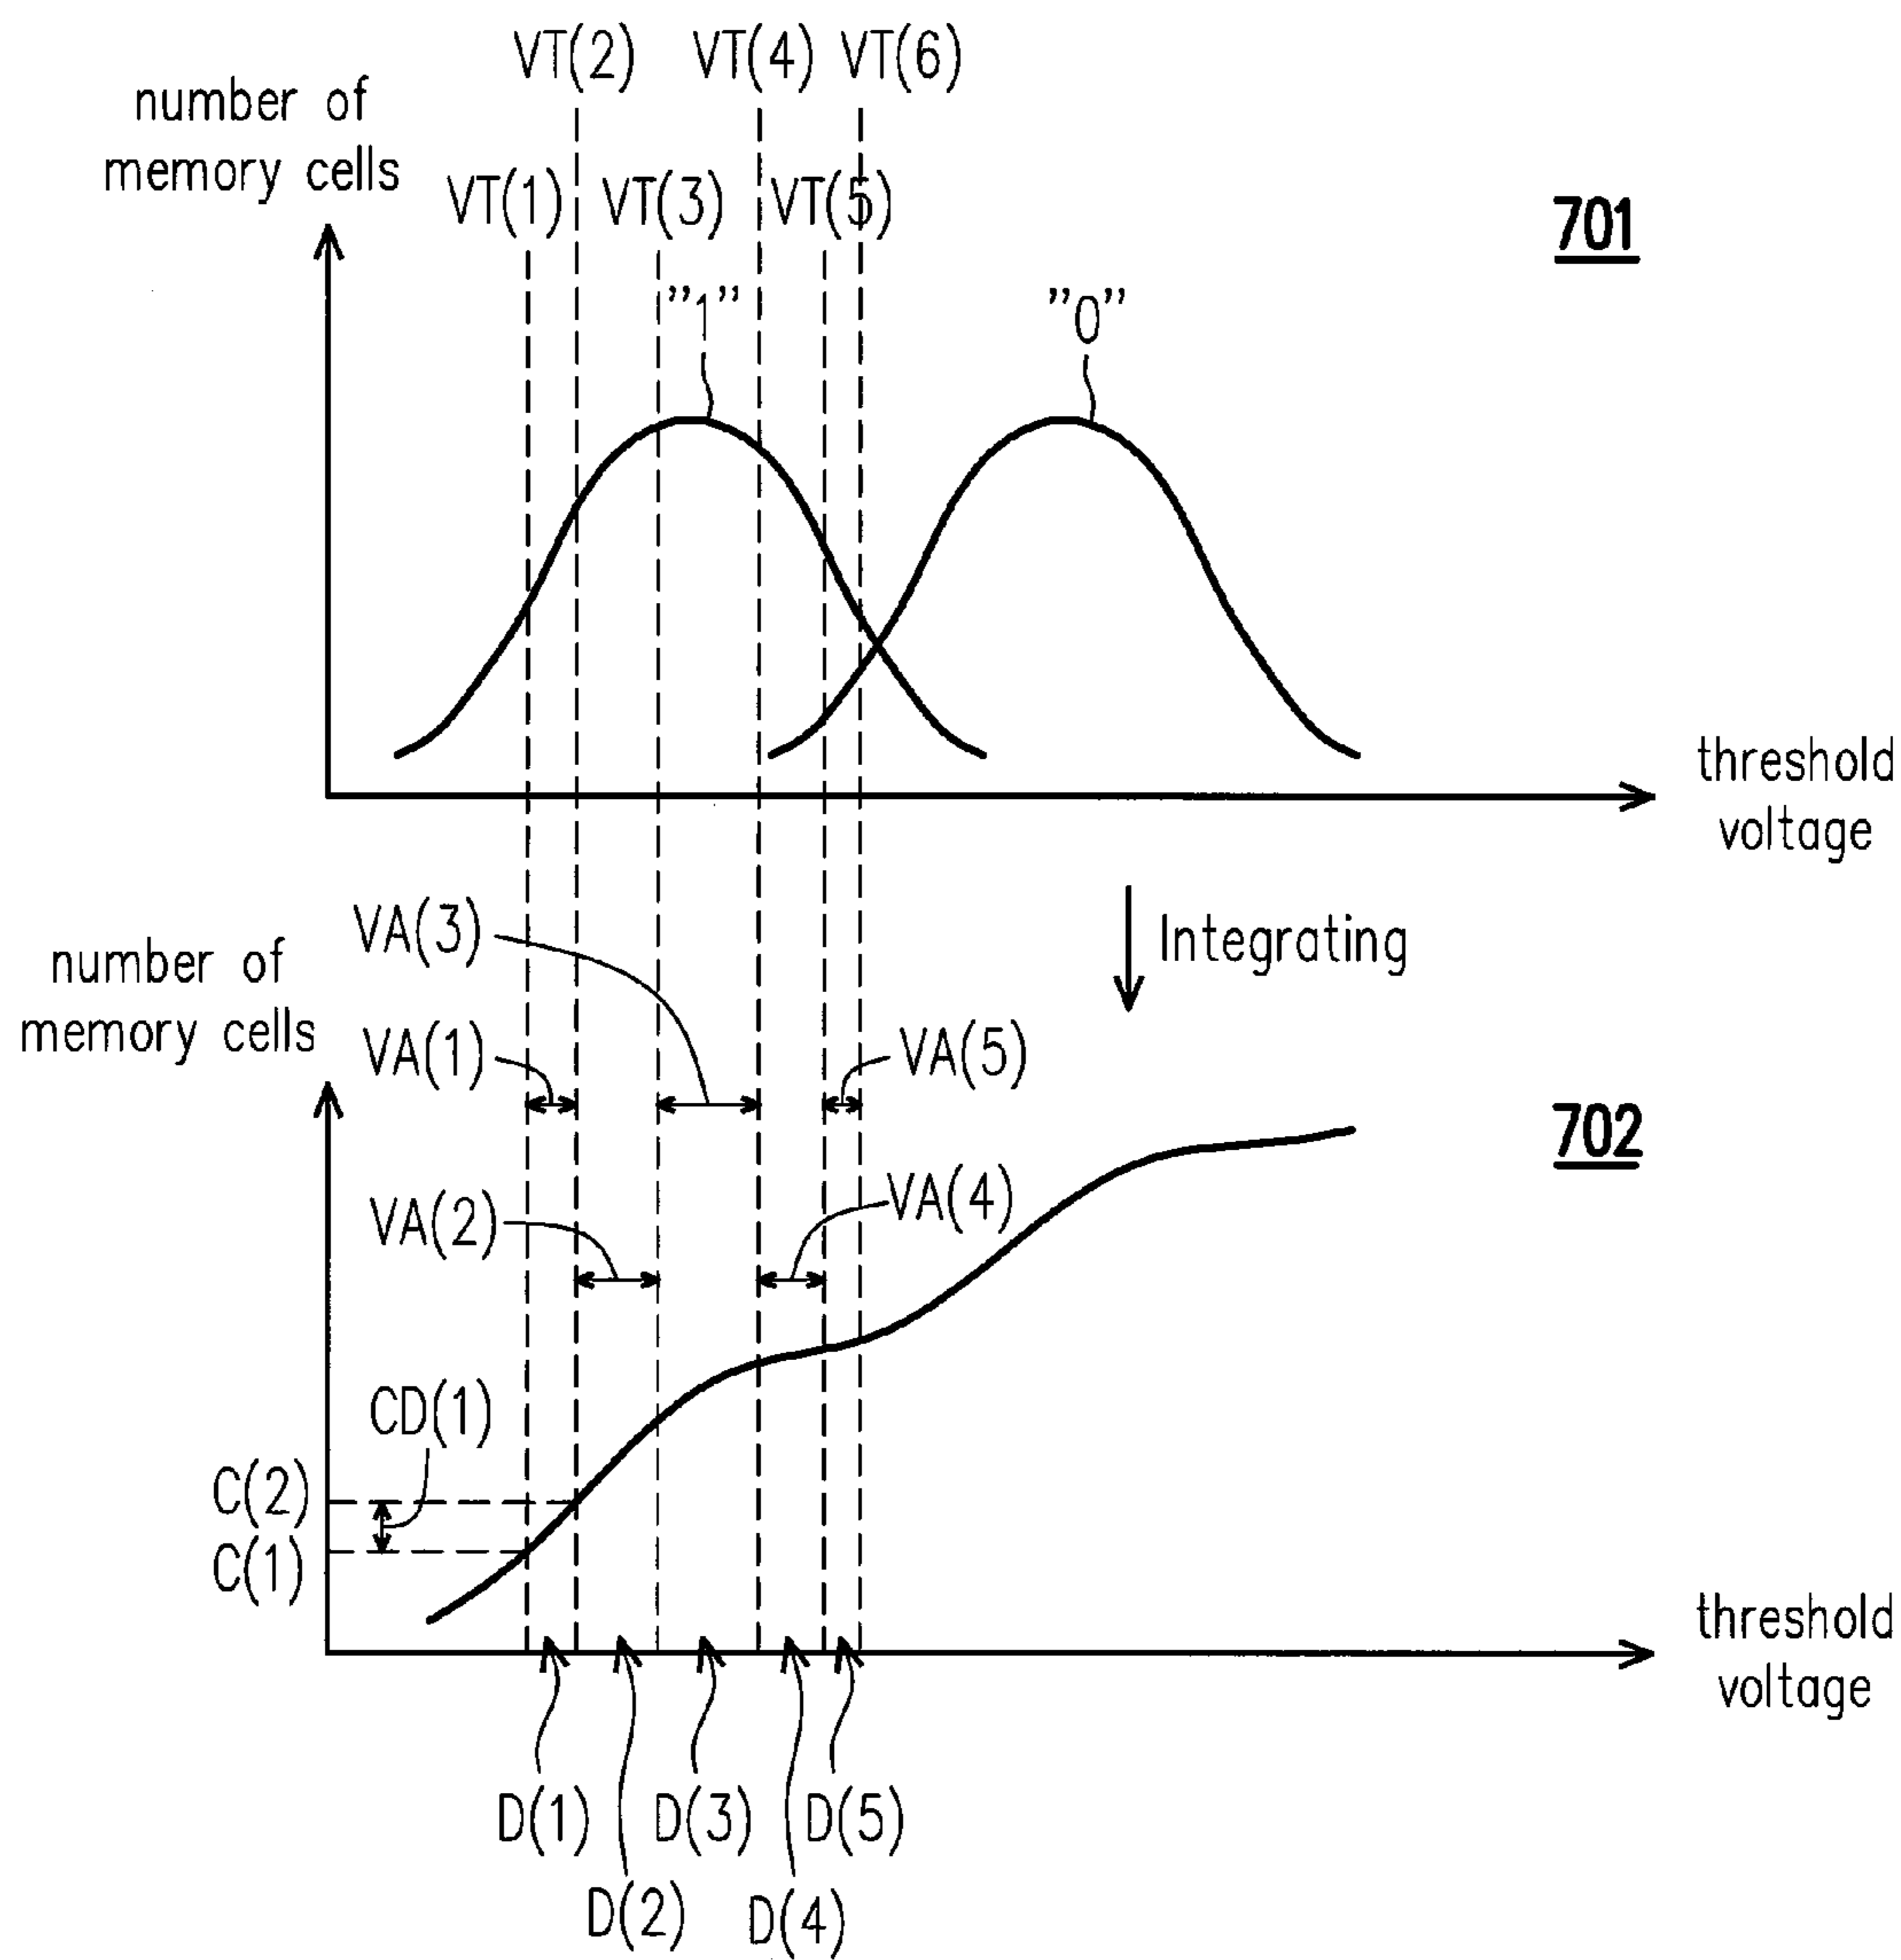 VT(2) VT(4) VT(6)
number of
memory cells
VT(1) VT(3) VT(5)
701
"1" "0"
threshold
voltage
VA(3)
Integrating
number of
memory cells
VA(1) VA(5)
702
VA(2) VA(4)
CD(1)
C(2)
C(1)
threshold
voltage
D(1) D(3) D(5)
D(2) D(4)